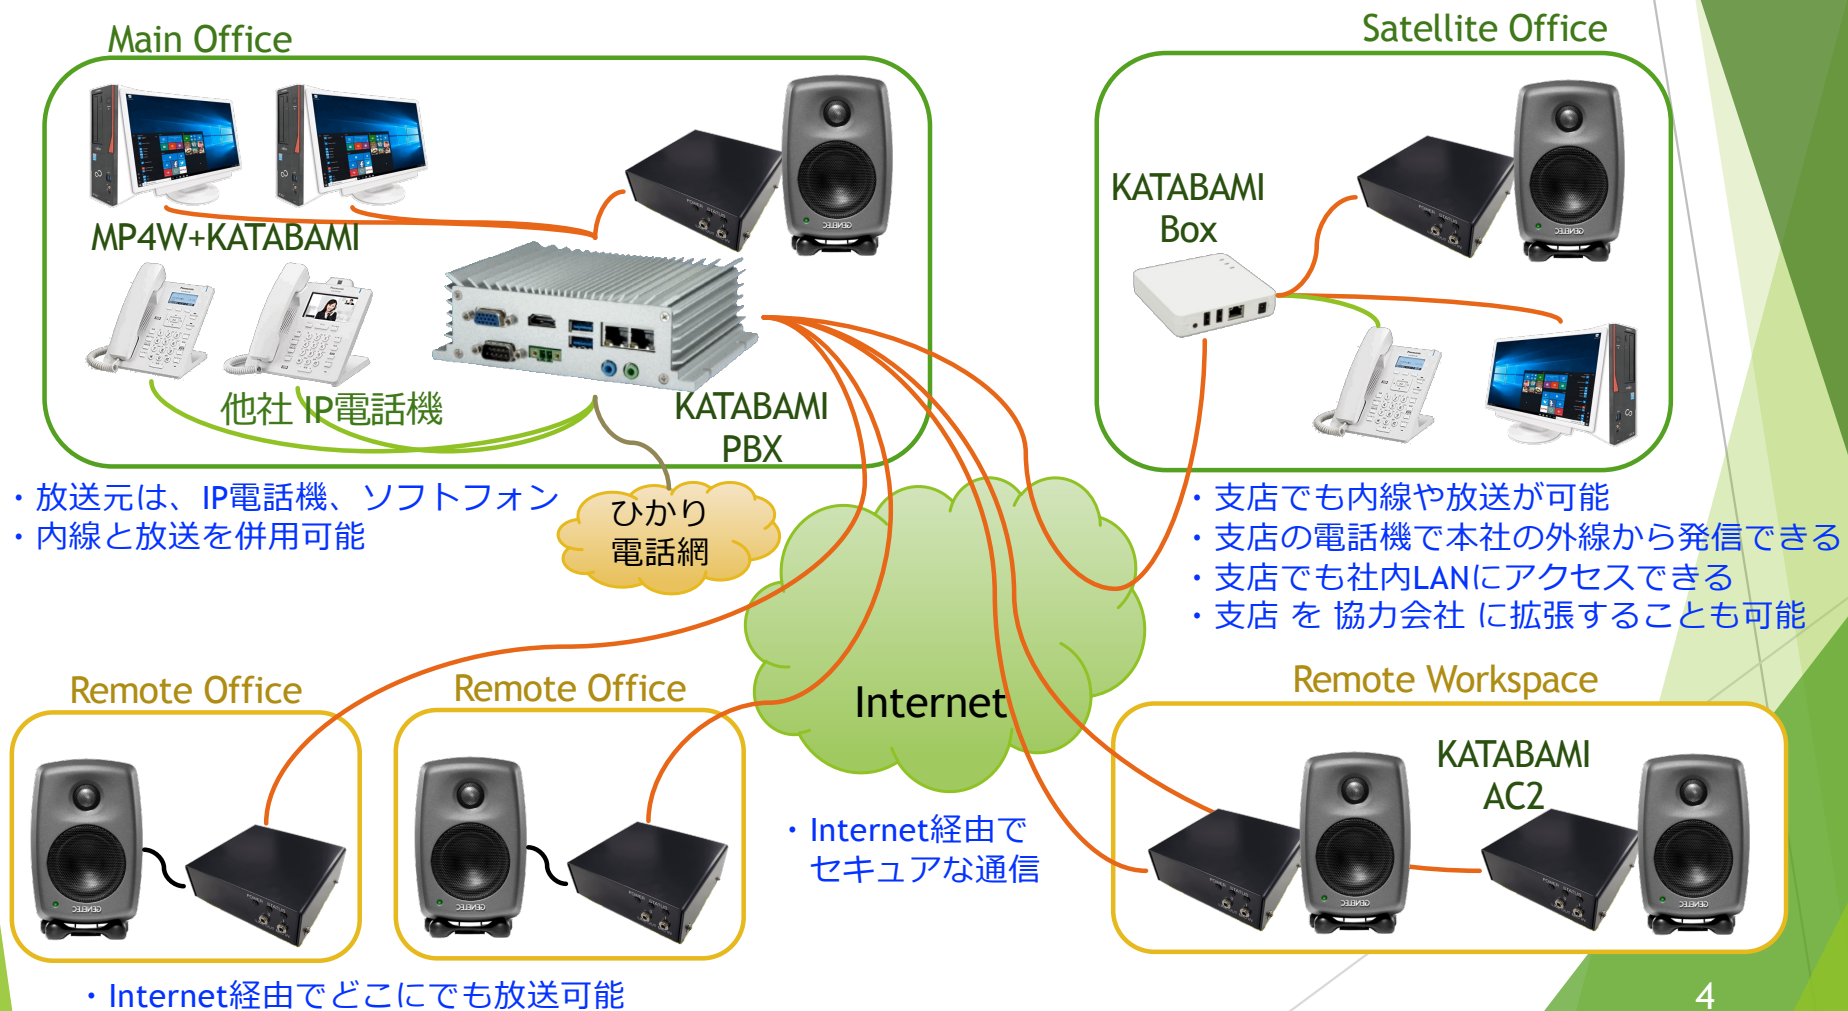 Main Office
Satellite Office
MP4W+KATABAMI
他社 IP電話機
KATABAMI
PBX
KATABAMI
Box
・放送元は、IP電話機、ソフトフォン
・内線と放送を併用可能
ひかり
電話網
・支店でも内線や放送が可能
・支店の電話機で本社の外線から発信できる
・支店でも社内LANにアクセスできる
・支店 を 協力会社 に拡張することも可能
Remote Office
Remote Office
Internet
Remote Workspace
KATABAMI
AC2
・Internet経由で
セキュアな通信
・Internet経由でどこにでも放送可能
4